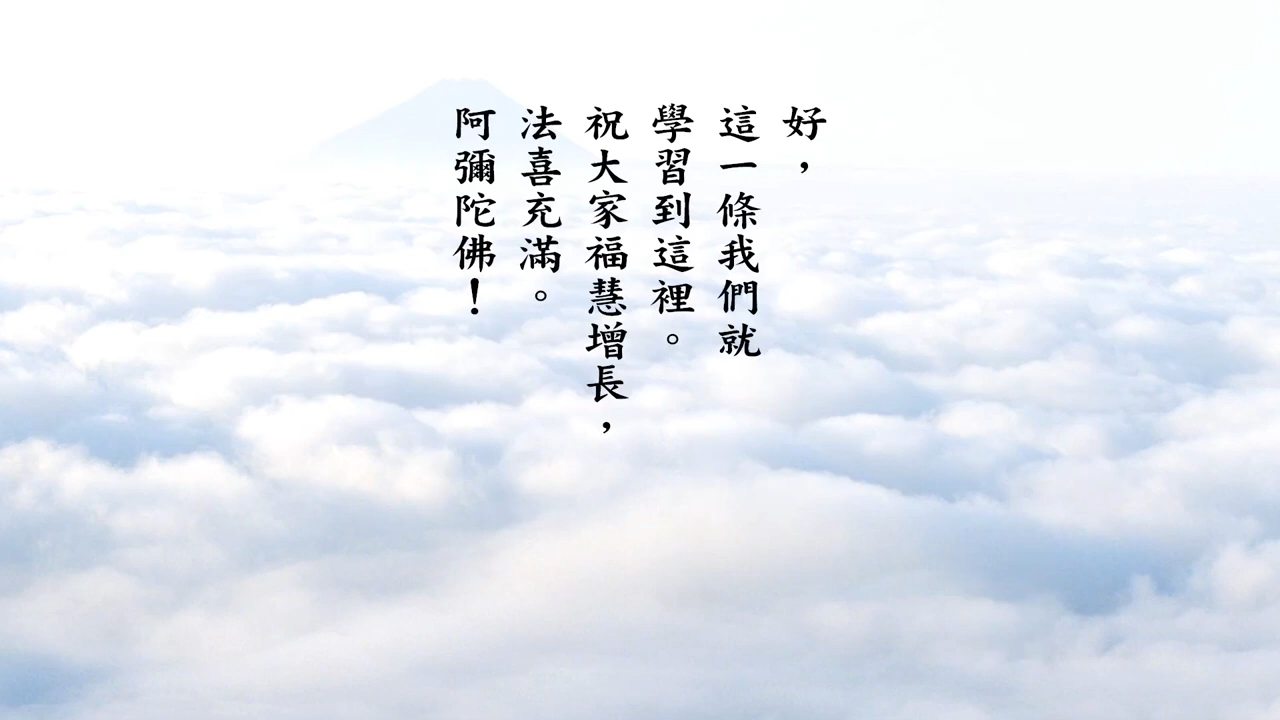 好，
這一條我們就
學習到這裡。
祝大家福慧增長，
法喜充滿。
阿彌陀佛！